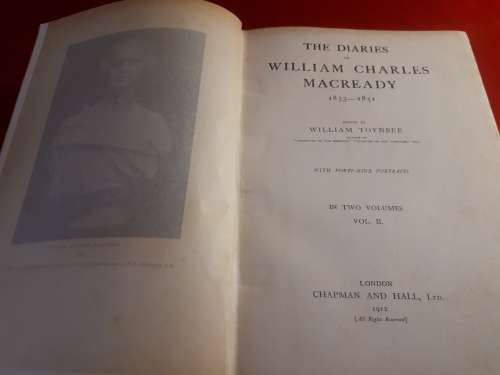 THE DIARIES
OF
WILLIAM CHARLES
MACREADY
1833—1851
EDITED BY
WILLIAM TOYNBEE
WITH FORTY-NINE PORTRAITS
IN TWO VOLUMES
VOL. II.
LONDON
CHAPMAN AND HALL, LTD.
1912
[All Rights Reserved]